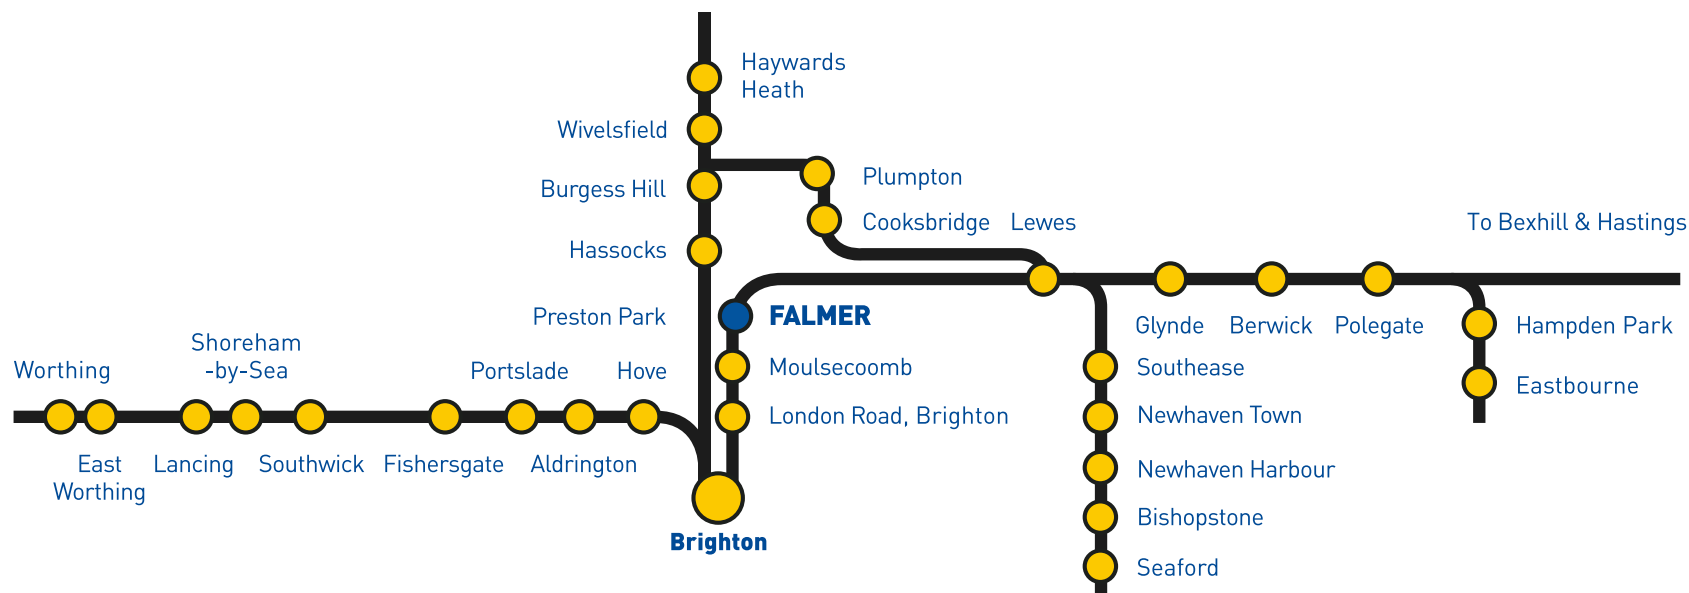 Haywards
Heath
Wivelsfield
Plumpton
Burgess Hill
Cooksbridge
Lewes
To Bexhill & Hastings
Hassocks
Preston Park
FALMER
Glynde
Berwick
Polegate
Hampden Park
Shoreham
-by-Sea
Worthing
Portslade
Hove
Moulsecoomb
Southease
Eastbourne
London Road, Brighton
Newhaven Town
East
Worthing
Lancing
Southwick
Fishersgate
Aldrington
Newhaven Harbour
Bishopstone
Brighton
Seaford